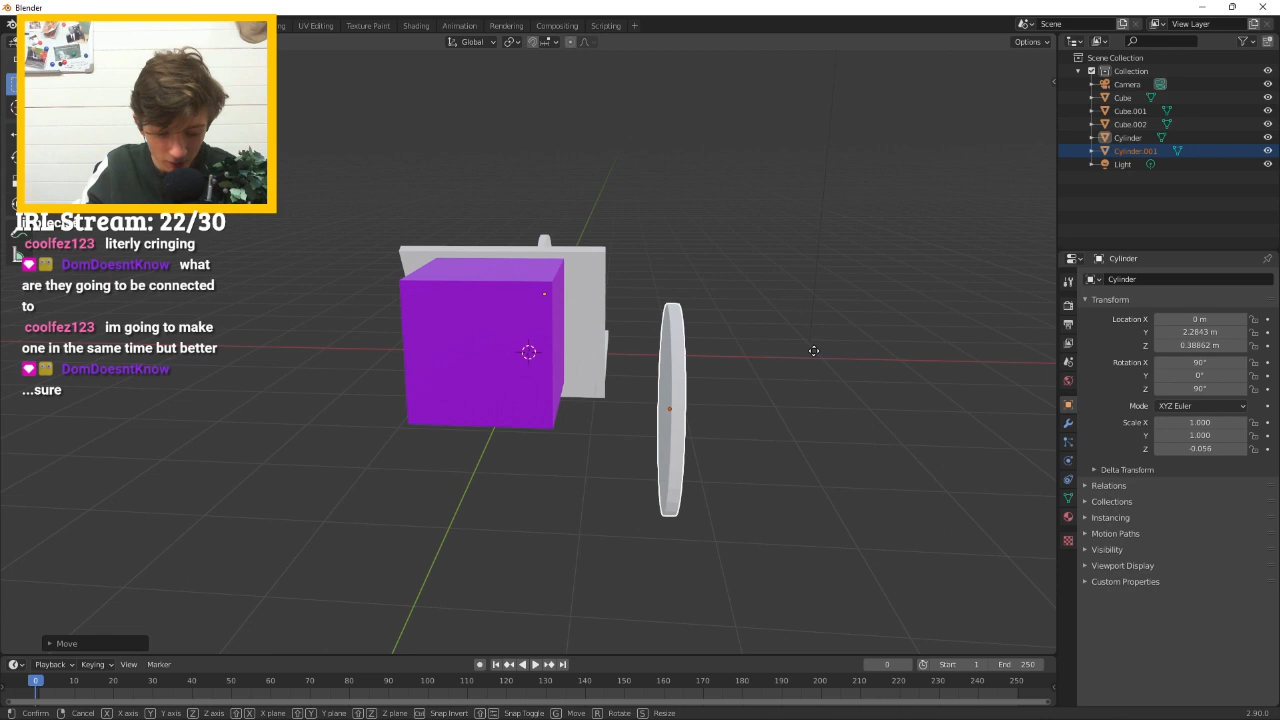 Blender
UV Editing
Texture Paint
Shading
Animation
Rendering
Compositing
Scripting
+
Scene
View Layer
Global
Options
Scene Collection
Collection
Camera
Cube
Cube.001
Cube.002
Cylinder
Cylinder.001
Light
IRL Stream: 22/30
coolfez123 literly cringing
DomDoesntKnow what
are they going to be connected
to
coolfez123 im going to make
one in the same time but better
DomDoesntKnow
...sure
Cylinder
Cylinder
Transform
Location X 0 m
Y 2.2843 m
Z 0.38862 m
Rotation X 90°
Y 0°
Z 90°
Mode XYZ Euler
Scale X 1.000
Y 1.000
Z -0.056
Delta Transform
Relations
Collections
Instancing
Motion Paths
Visibility
Viewport Display
Custom Properties
Move
Playback Keying View Marker
0 Start 1 End 250
0 10 20 30 40 50 60 70 80 90 100 110 120 130 140 150 160 170 180 190 200 210 220 230 240 250
Confirm Cancel X X axis Y Y axis Z Z axis X X plane Y Y plane Z Z plane Ctrl Snap Invert Snap Toggle G Move R Rotate S Resize
2.90.0